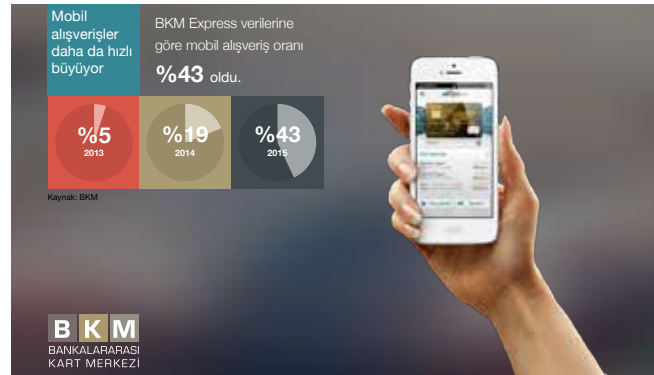 Mobil
alışverişler
daha da hızlı
büyüyor
BKM Express verilerine
göre mobil alışveriş oranı
%43 oldu.
%5
2013
%19
2014
%43
2015
Kaynak: BKM
BKM
BANKALARARASI
KART MERKEZİ